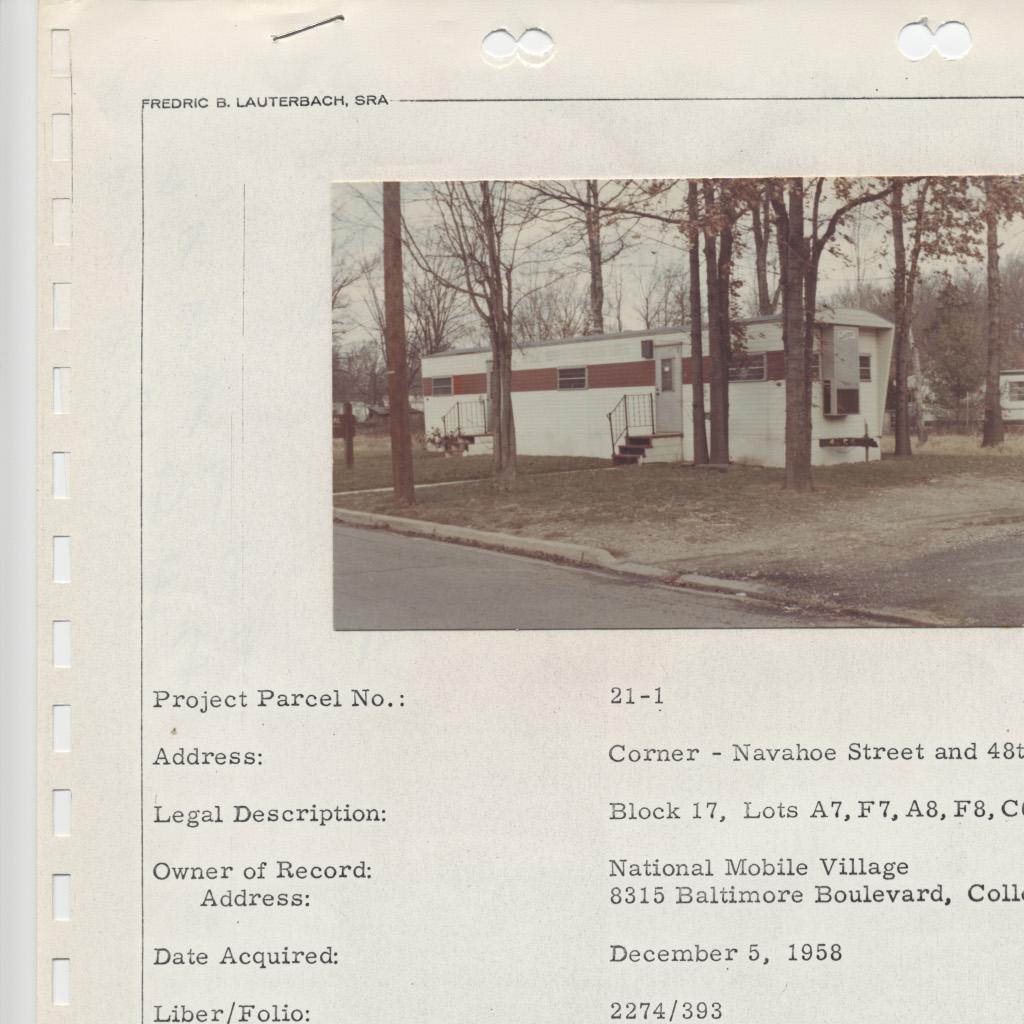 FREDRIC B. LAUTERBACH, SRA
Project Parcel No.: 21-1
Address: Corner - Navahoe Street and 48t
Legal Description: Block 17, Lots A7, F7, A8, F8, C
Owner of Record: National Mobile Village
Address: 8315 Baltimore Boulevard, Colle
Date Acquired: December 5, 1958
Liber/Folio: 2274/393